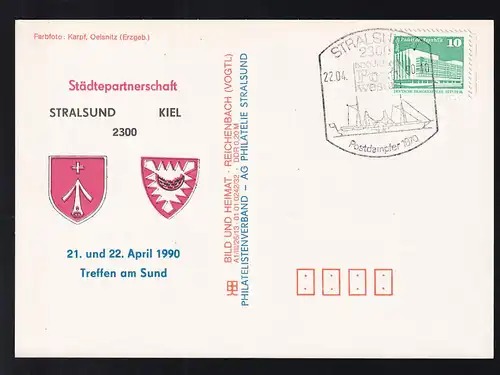 Farbfoto: Karpf, Oelsnitz (Erzgeb.)
Städtepartnerschaft
STRALSUND KIEL
2300
21. und 22. April 1990
Treffen am Sund
BILD UND HEIMAT · REICHENBACH (VOGTL)
PHILATELISTENVERBAND – AG PHILATELIE STRALSUND
STRALSUND
2300
22.04.
Postdampfer 1910
10